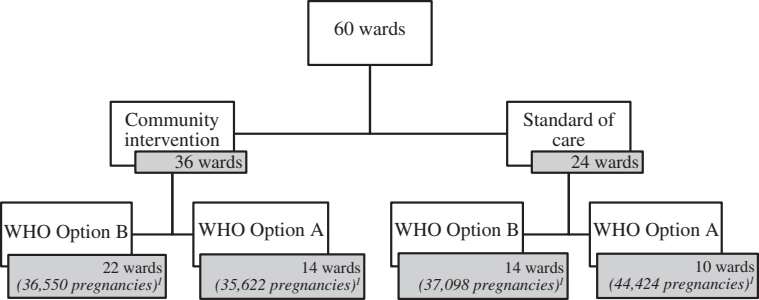 60 wards
Community
intervention
36 wards
Standard of
care
24 wards
WHO Option B
22 wards
(36,550 pregnancies)1
WHO Option A
14 wards
(35,622 pregnancies)1
WHO Option B
14 wards
(37,098 pregnancies)1
WHO Option A
10 wards
(44,424 pregnancies)1